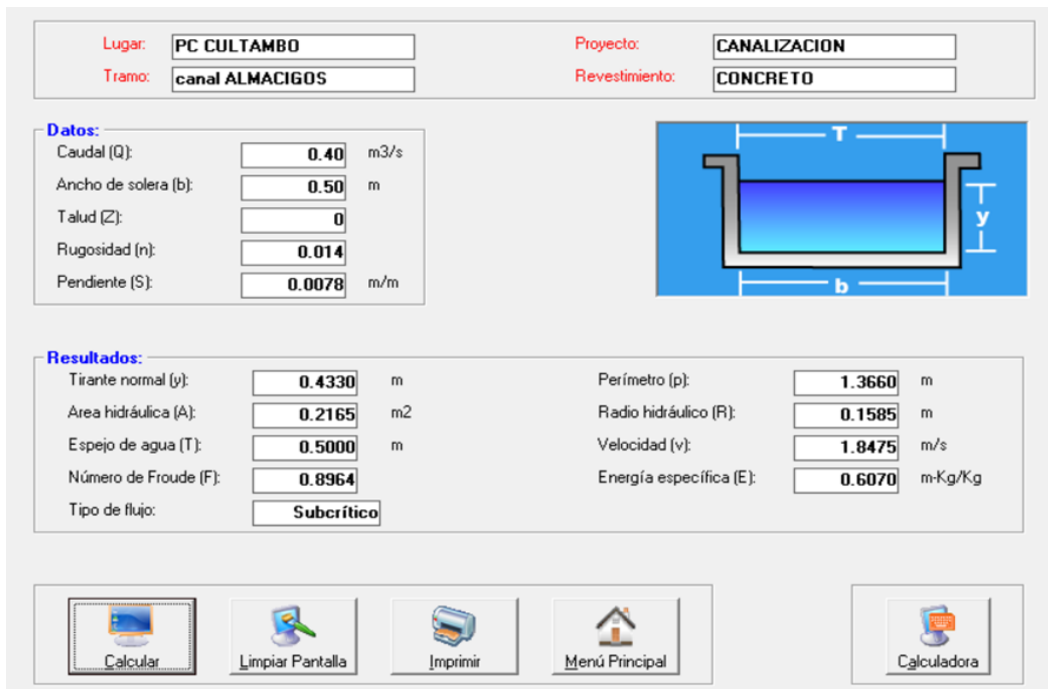 Lugar: PC CULTAMBO Proyecto: CANALIZACION
Tramo: canal ALMACIGOS Revestimiento: CONCRETO
Datos:
Caudal (Q): 0.40 m3/s
Ancho de solera (b): 0.50 m
Talud (Z): 0
Rugosidad (n): 0.014
Pendiente (S): 0.0078 m/m
T
y
b
Resultados:
Tirante normal (y): 0.4330 m Perímetro (p): 1.3660 m
Area hidráulica (A): 0.2165 m2 Radio hidráulico (R): 0.1585 m
Espejo de agua (T): 0.5000 m Velocidad (v): 1.8475 m/s
Número de Froude (F): 0.8964 Energía específica (E): 0.6070 m-Kg/Kg
Tipo de flujo: Subcrítico
Calcular Limpiar Pantalla Imprimir Menú Principal Calculadora